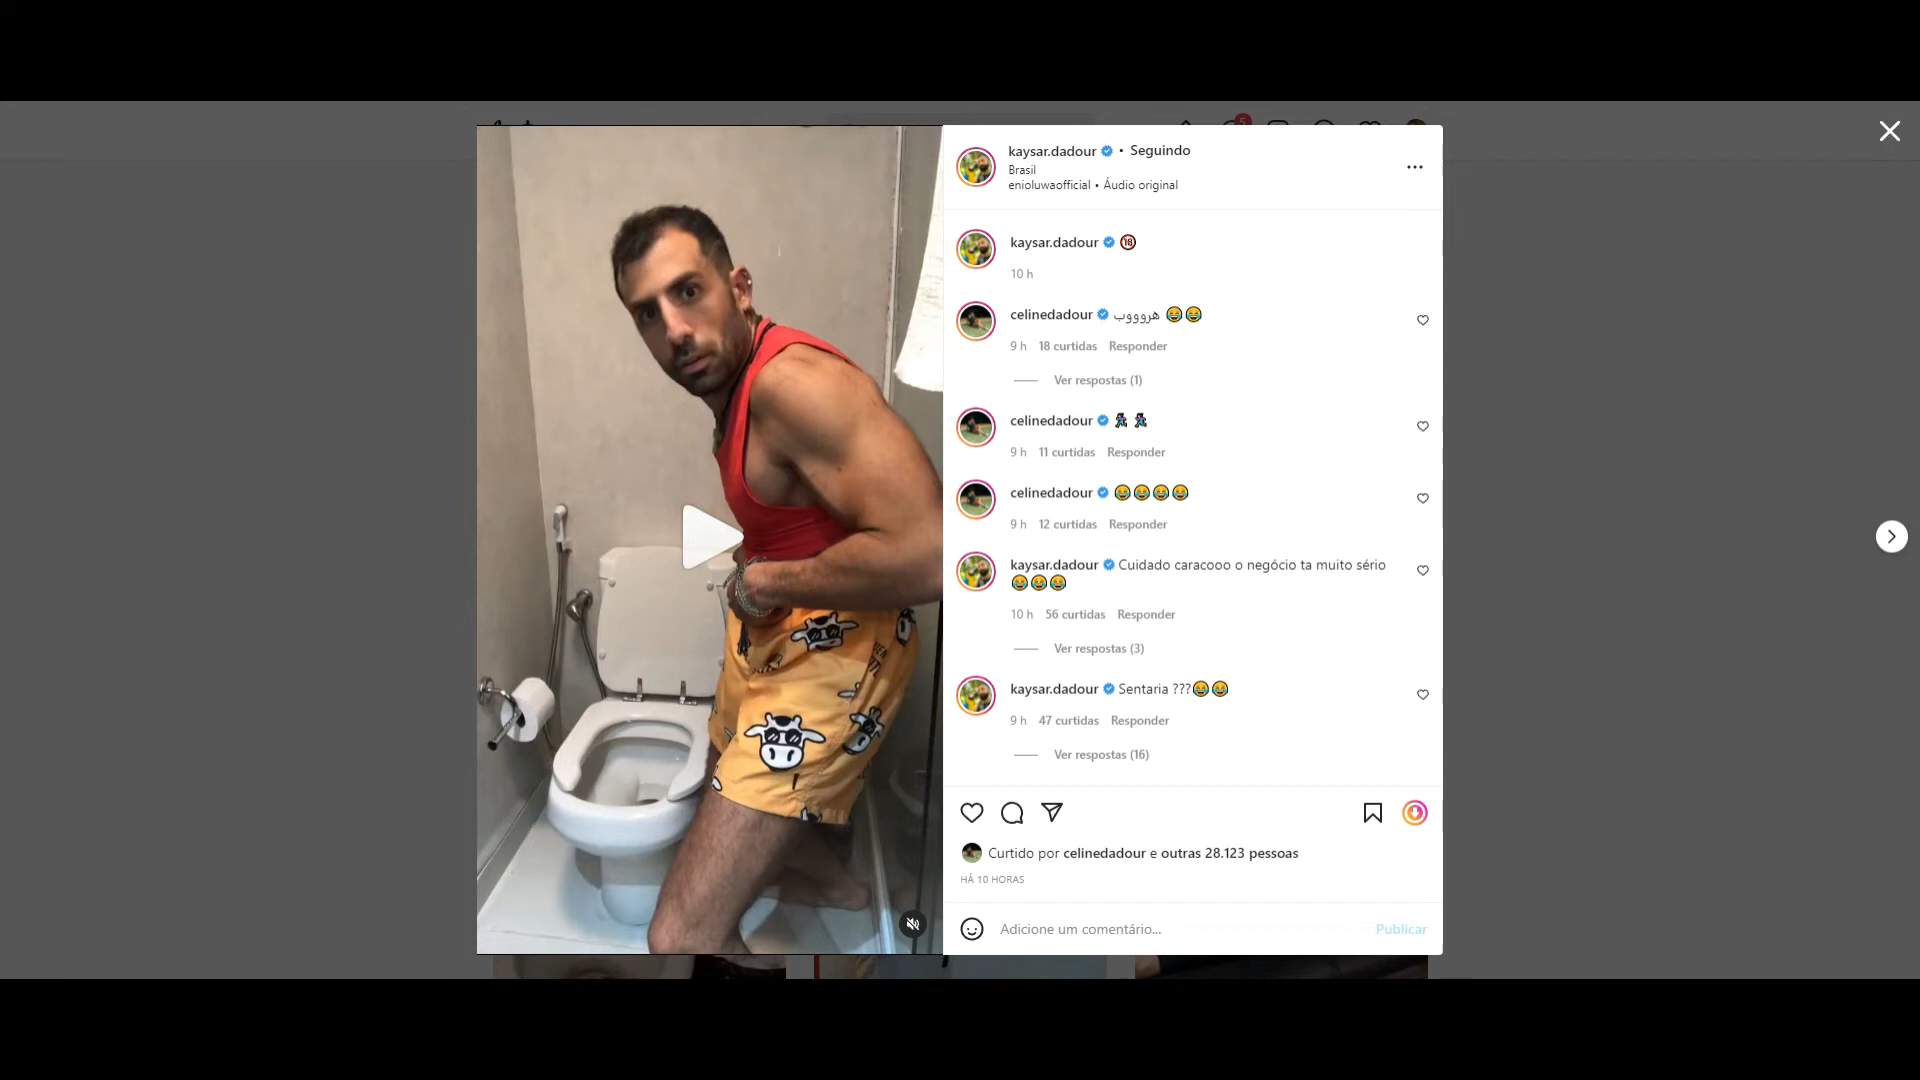 kaysar.dadour • Seguindo
Brasil
enioluwaofficial • Áudio original
kaysar.dadour 🔞
10 h
celinedadour هروووب 😂😂
9 h 18 curtidas Responder
Ver respostas (1)
celinedadour 🏃🏻‍♀️🏃🏻‍♀️
9 h 11 curtidas Responder
celinedadour 😂😂😂😂
9 h 12 curtidas Responder
kaysar.dadour Cuidado caracooo o negócio ta muito sério
😂😂😂
10 h 56 curtidas Responder
Ver respostas (3)
kaysar.dadour Sentaria ???😂😂
9 h 47 curtidas Responder
Ver respostas (16)
Curtido por celinedadour e outras 28.123 pessoas
HÁ 10 HORAS
Adicione um comentário...
Publicar